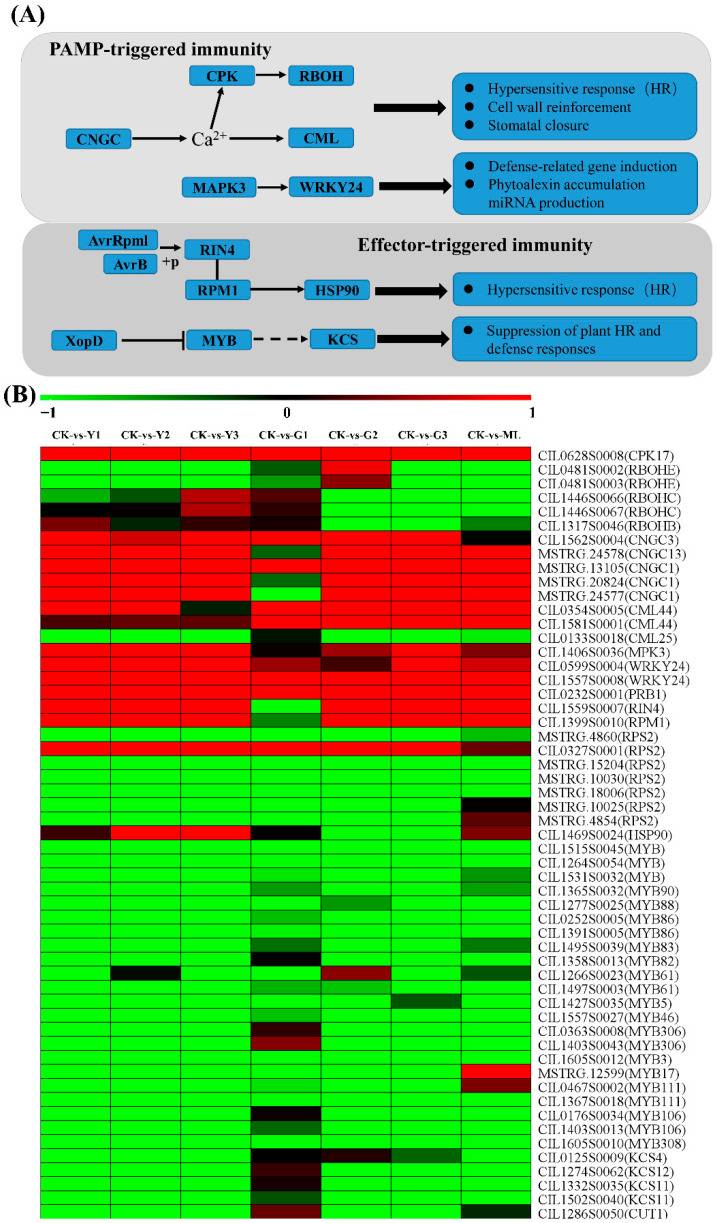 (A)
PAMP-triggered immunity
CPK
RBOH
CNGC
Ca2+
CML
MAPK3
WRKY24
● Hypersensitive response (HR)
● Cell wall reinforcement
● Stomatal closure
● Defense-related gene induction
● Phytoalexin accumulation
miRNA production
Effector-triggered immunity
AvrRpml
AvrB
+p
RIN4
RPM1
HSP90
● Hypersensitive response (HR)
XopD
MYB
KCS
● Suppression of plant HR and
defense responses
(B)
−1 0 1
CK-vs-Y1 CK-vs-Y2 CK-vs-Y3 CK-vs-G1 CK-vs-G2 CK-vs-G3 CK-vs-ML
CIL0628S0008(CPK17)
CIL0481S0002(RBOHE)
CIL0481S0003(RBOHE)
CIL1446S0066(RBOHC)
CIL1446S0067(RBOHC)
CIL1317S0046(RBOHB)
CIL1562S0004(CNGC3)
MSTRG.24578(CNGC13)
MSTRG.13105(CNGC1)
MSTRG.20824(CNGC1)
MSTRG.24577(CNGC1)
CIL0354S0005(CML44)
CIL1581S0001(CML44)
CIL0133S0018(CML25)
CIL1406S0036(MPK3)
CIL0599S0004(WRKY24)
CIL1557S0008(WRKY24)
CIL0232S0001(PRB1)
CIL1559S0007(RIN4)
CIL1399S0010(RPM1)
MSTRG.4860(RPS2)
CIL0327S0001(RPS2)
MSTRG.15204(RPS2)
MSTRG.10030(RPS2)
MSTRG.18006(RPS2)
MSTRG.10025(RPS2)
MSTRG.4854(RPS2)
CIL1469S0024(HSP90)
CIL1515S0045(MYB)
CIL1264S0054(MYB)
CIL1531S0032(MYB)
CIL1365S0032(MYB90)
CIL1277S0025(MYB88)
CIL0252S0005(MYB86)
CIL1391S0005(MYB86)
CIL1495S0039(MYB83)
CIL1358S0013(MYB82)
CIL1266S0023(MYB61)
CIL1497S0003(MYB61)
CIL1427S0035(MYB5)
CIL1557S0027(MYB46)
CIL0363S0008(MYB306)
CIL1403S0043(MYB306)
CIL1605S0012(MYB3)
MSTRG.12599(MYB17)
CIL0467S0002(MYB111)
CIL1367S0018(MYB111)
CIL0176S0034(MYB106)
CIL1403S0013(MYB106)
CIL1605S0010(MYB308)
CIL0125S0009(KCS4)
CIL1274S0062(KCS12)
CIL1332S0035(KCS11)
CIL1502S0040(KCS11)
CIL1286S0050(CUT1)